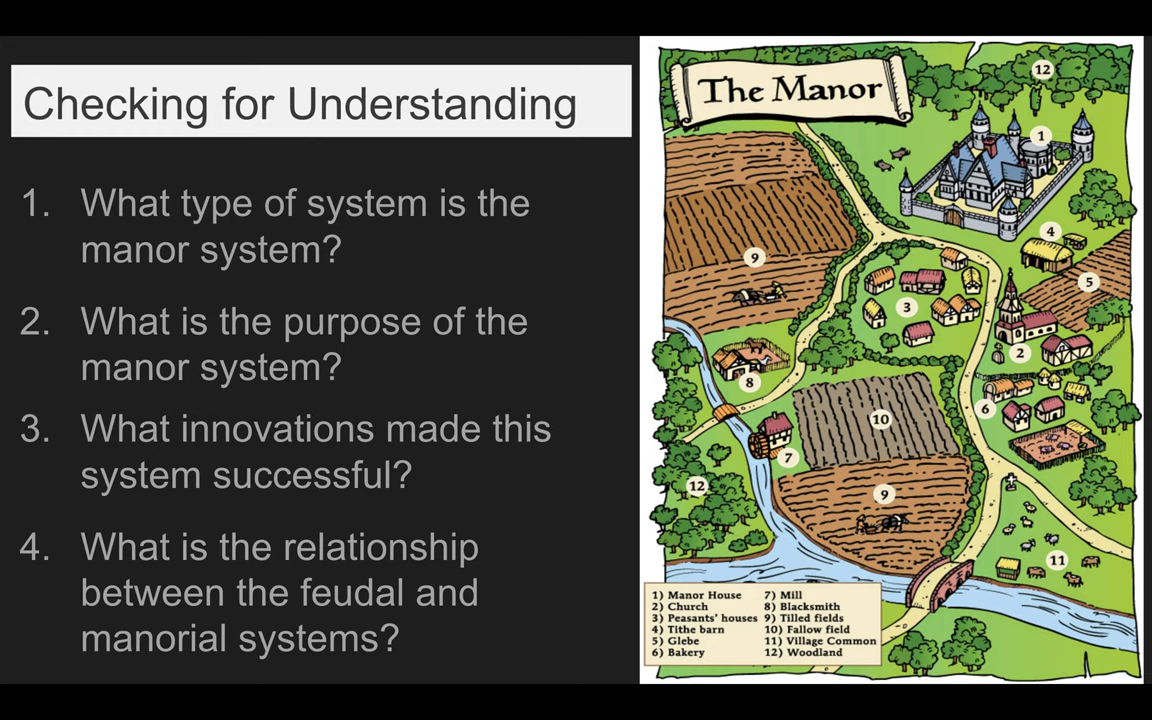 Checking for Understanding
1. What type of system is the
manor system?
2. What is the purpose of the
manor system?
3. What innovations made this
system successful?
4. What is the relationship
between the feudal and
manorial systems?
The Manor
12
1
4
9
5
3
2
8
6
10
7
12
9
11
1) Manor House
2) Church
3) Peasants' houses
4) Tithe barn
5) Glebe
6) Bakery
7) Mill
8) Blacksmith
9) Tilled fields
10) Fallow field
11) Village Common
12) Woodland